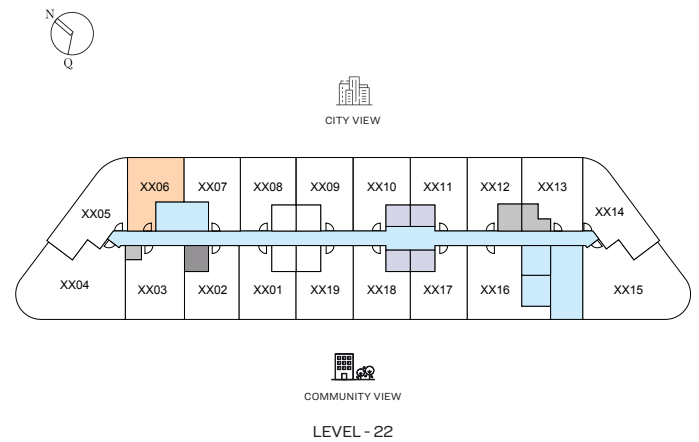 N
Q
CITY VIEW
XX06 XX07 XX08 XX09 XX10 XX11 XX12 XX13
XX05 XX14
XX04 XX03 XX02 XX01 XX19 XX18 XX17 XX16 XX15
COMMUNITY VIEW
LEVEL - 22